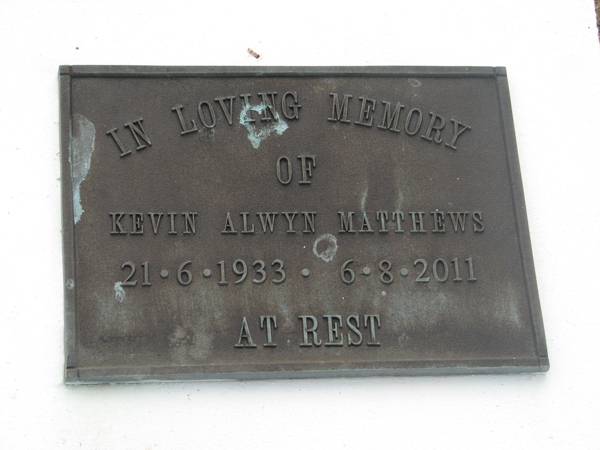 IN LOVING MEMORY
OF
KEVIN ALWYN MATTHEWS
21·6·1933 · 6·8·2011
AT REST